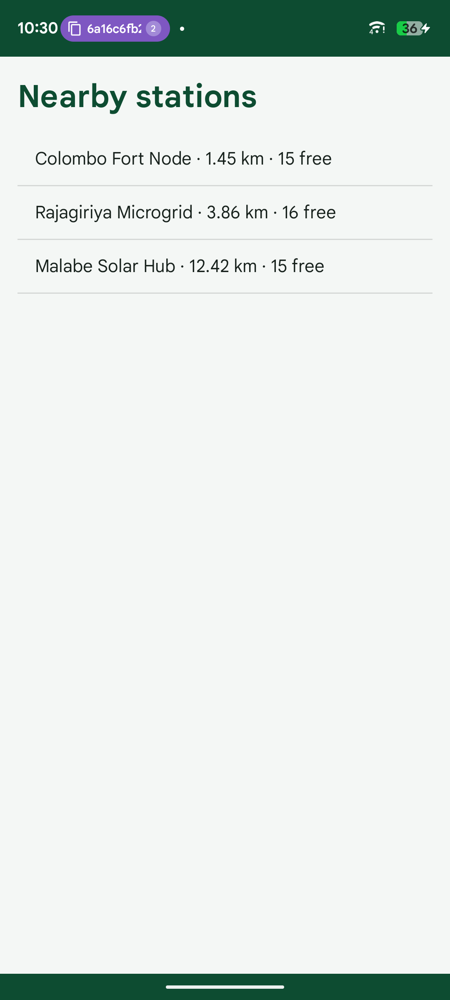 10:30 6a16c6fb 2 •
4 ! 36
Nearby stations
Colombo Fort Node · 1.45 km · 15 free
Rajagiriya Microgrid · 3.86 km · 16 free
Malabe Solar Hub · 12.42 km · 15 free